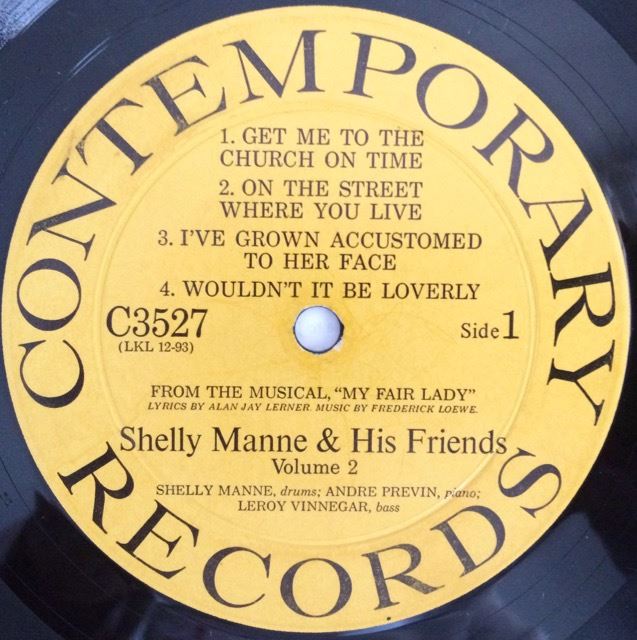 CONTEMPORARY
1. GET ME TO THE
CHURCH ON TIME
2. ON THE STREET
WHERE YOU LIVE
3. I'VE GROWN ACCUSTOMED
TO HER FACE
4. WOULDN'T IT BE LOVERLY
C3527
(LKL 12-93)
Side 1
FROM THE MUSICAL, "MY FAIR LADY"
LYRICS BY ALAN JAY LERNER. MUSIC BY FREDERICK LOEWE.
Shelly Manne & His Friends
Volume 2
SHELLY MANNE, drums; ANDRE PREVIN, piano;
LEROY VINNEGAR, bass
RECORDS